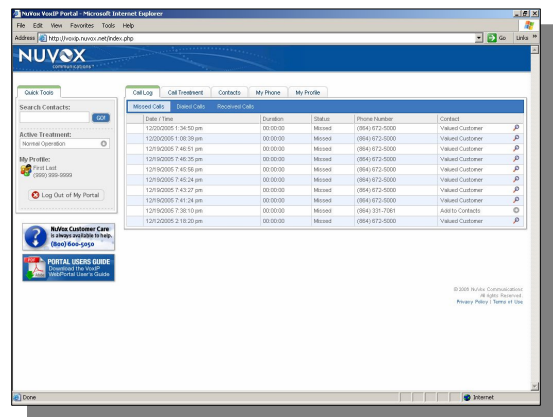 NuVox VoxIP Portal - Microsoft Internet Explorer
File Edit View Favorites Tools Help
Address http://voxip.nuvox.net/index.php Go Links »
NUVOX
communications
Quick Tools
Search Contacts:
GO!
Active Treatment:
Normal Operation
My Profile:
First Last
(999) 999-9999
Log Out of My Portal
NuVox Customer Care
is always available to help.
(800) 600-5050
PORTAL USERS GUIDE
Download the VoxIP
WebPortal User's Guide
Call Log Call Treatment Contacts My Phone My Profile
Missed Calls Dialed Calls Received Calls
Date / Time Duration Status Phone Number Contact
12/20/2005 1:34:50 pm 00:00:00 Missed (864) 672-5000 Valued Customer
12/20/2005 1:08:39 pm 00:00:00 Missed (864) 672-5000 Valued Customer
12/19/2005 7:46:51 pm 00:00:00 Missed (864) 672-5000 Valued Customer
12/19/2005 7:46:35 pm 00:00:00 Missed (864) 672-5000 Valued Customer
12/19/2005 7:45:56 pm 00:00:00 Missed (864) 672-5000 Valued Customer
12/19/2005 7:45:24 pm 00:00:00 Missed (864) 672-5000 Valued Customer
12/19/2005 7:43:27 pm 00:00:00 Missed (864) 672-5000 Valued Customer
12/19/2005 7:41:24 pm 00:00:00 Missed (864) 672-5000 Valued Customer
12/19/2005 7:38:10 pm 00:00:00 Missed (864) 331-7061 Add to Contacts
12/12/2005 2:18:20 pm 00:00:00 Missed (864) 672-5000 Valued Customer
© 2005 NuVox Communications
All Rights Reserved.
Privacy Policy | Terms of Use
Done Internet